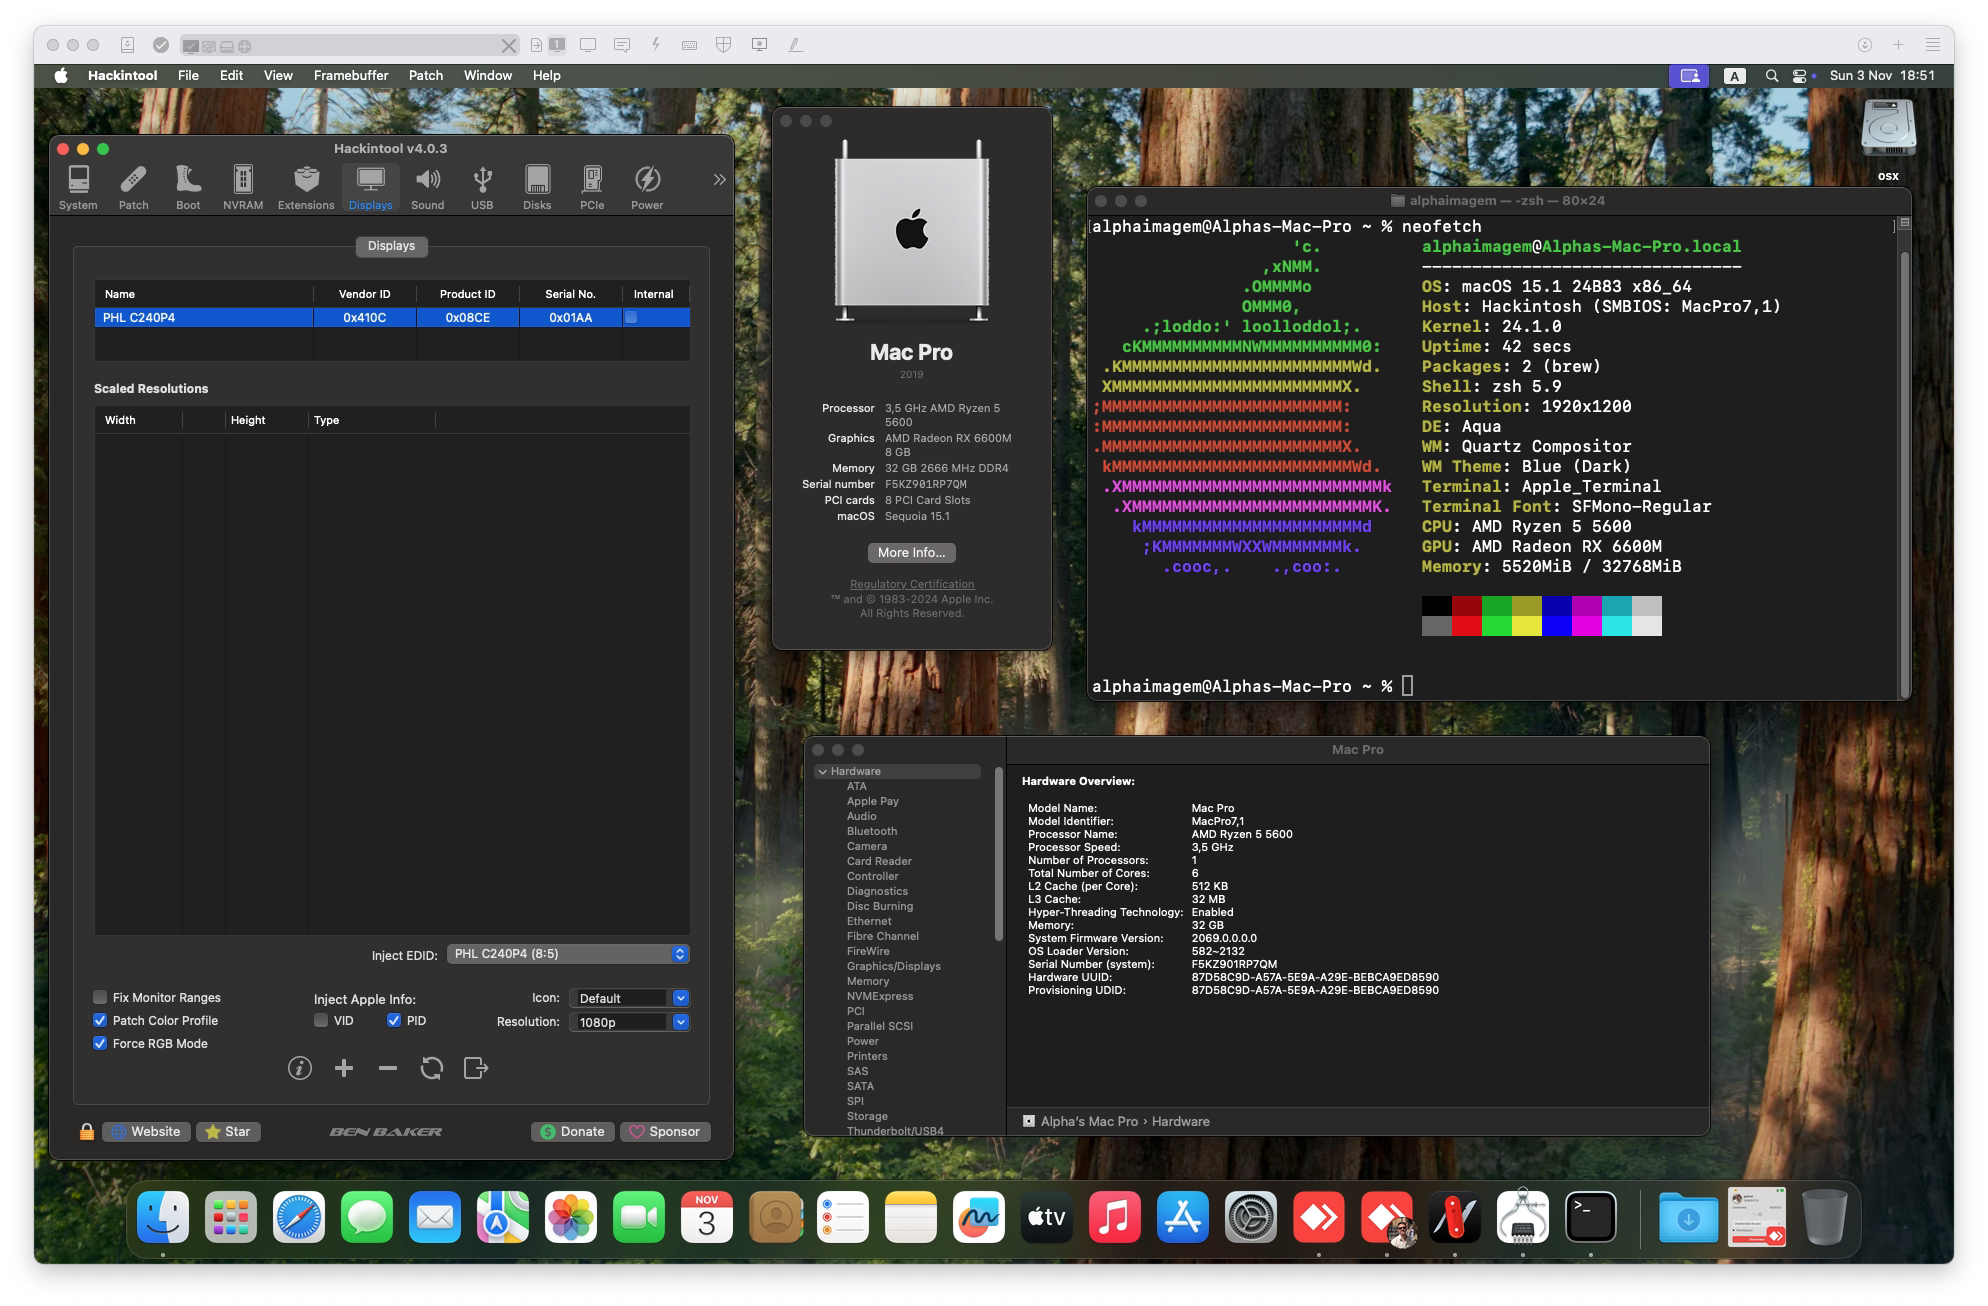 1
Hackintool File Edit View Framebuffer Patch Window Help
A
Sun 3 Nov 18:51
osx
Hackintool v4.0.3
System Patch Boot NVRAM Extensions Displays Sound USB Disks PCIe Power
Displays
Name Vendor ID Product ID Serial No. Internal
PHL C240P4 0x410C 0x08CE 0x01AA
Scaled Resolutions
Width Height Type
Inject EDID: PHL C240P4 (8:5)
Fix Monitor Ranges Inject Apple Info: Icon: Default
Patch Color Profile VID PID Resolution: 1080p
Force RGB Mode
Website Star BEN BAKER Donate Sponsor
Mac Pro
2019
Processor 3,5 GHz AMD Ryzen 5
5600
Graphics AMD Radeon RX 6600M
8 GB
Memory 32 GB 2666 MHz DDR4
Serial number F5KZ901RP7QM
PCI cards 8 PCI Card Slots
macOS Sequoia 15.1
More Info...
Regulatory Certification
™ and © 1983-2024 Apple Inc.
All Rights Reserved.
alphaimagem — -zsh — 80×24
[alphaimagem@Alphas-Mac-Pro ~ % neofetch ]
'c. alphaimagem@Alphas-Mac-Pro.local
,xNMM. --------------------------------
.OMMMMo OS: macOS 15.1 24B83 x86_64
OMMM0, Host: Hackintosh (SMBIOS: MacPro7,1)
.;loddo:' loolloddol;. Kernel: 24.1.0
cKMMMMMMMMMMNWMMMMMMMMMM0: Uptime: 42 secs
.KMMMMMMMMMMMMMMMMMMMMMMMWd. Packages: 2 (brew)
XMMMMMMMMMMMMMMMMMMMMMMMX. Shell: zsh 5.9
;MMMMMMMMMMMMMMMMMMMMMMMM: Resolution: 1920x1200
:MMMMMMMMMMMMMMMMMMMMMMMM: DE: Aqua
.MMMMMMMMMMMMMMMMMMMMMMMMX. WM: Quartz Compositor
kMMMMMMMMMMMMMMMMMMMMMMMMWd. WM Theme: Blue (Dark)
.XMMMMMMMMMMMMMMMMMMMMMMMMMMk Terminal: Apple_Terminal
.XMMMMMMMMMMMMMMMMMMMMMMMMK. Terminal Font: SFMono-Regular
kMMMMMMMMMMMMMMMMMMMMMMd CPU: AMD Ryzen 5 5600
;KMMMMMMMWXXWMMMMMMMk. GPU: AMD Radeon RX 6600M
.cooc,. .,coo:. Memory: 5520MiB / 32768MiB
alphaimagem@Alphas-Mac-Pro ~ %
Mac Pro
Hardware
ATA
Apple Pay
Audio
Bluetooth
Camera
Card Reader
Controller
Diagnostics
Disc Burning
Ethernet
Fibre Channel
FireWire
Graphics/Displays
Memory
NVMExpress
PCI
Parallel SCSI
Power
Printers
SAS
SATA
SPI
Storage
Thunderbolt/USB4
Hardware Overview:
Model Name: Mac Pro
Model Identifier: MacPro7,1
Processor Name: AMD Ryzen 5 5600
Processor Speed: 3,5 GHz
Number of Processors: 1
Total Number of Cores: 6
L2 Cache (per Core): 512 KB
L3 Cache: 32 MB
Hyper-Threading Technology: Enabled
Memory: 32 GB
System Firmware Version: 2069.0.0.0.0
OS Loader Version: 582~2132
Serial Number (system): F5KZ901RP7QM
Hardware UUID: 87D58C9D-A57A-5E9A-A29E-BEBCA9ED8590
Provisioning UDID: 87D58C9D-A57A-5E9A-A29E-BEBCA9ED8590
Alpha's Mac Pro › Hardware
NOV
3
tv
>_